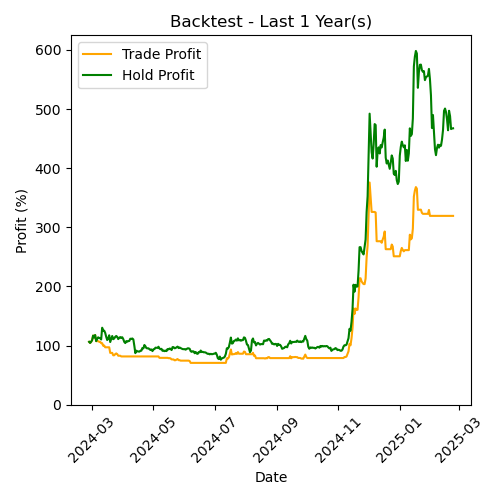 Backtest - Last 1 Year(s)
Trade Profit
Hold Profit
Profit (%)
600
500
400
300
200
100
0
2024-03
2024-05
2024-07
2024-09
2024-11
2025-01
2025-03
Date